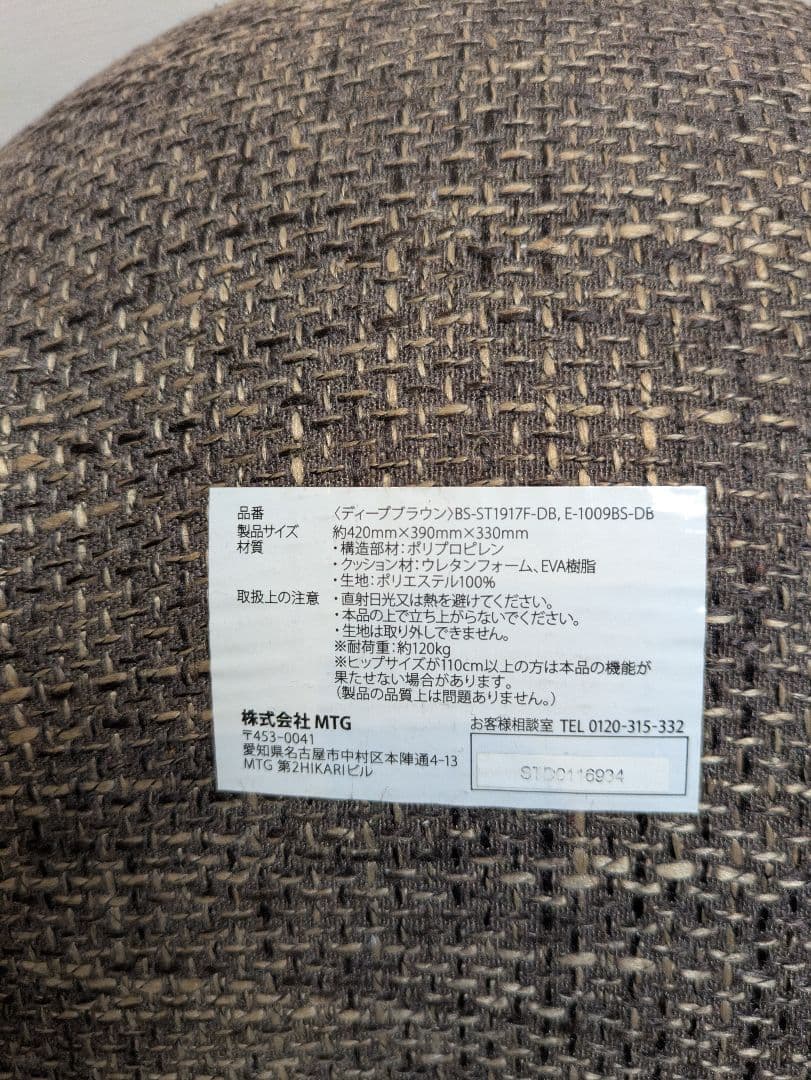 品番 〈ディープブラウン〉BS-ST1917F-DB, E-1009BS-DB
製品サイズ 約420mm×390mm×330mm
材質 ・構造部材：ポリプロピレン
・クッション材：ウレタンフォーム、EVA樹脂
・生地：ポリエステル100%
取扱上の注意 ・直射日光又は熱を避けてください。
・本品の上で立ち上がらないでください。
・生地は取り外しできません。
※耐荷重：約120kg
※ヒップサイズが110cm以上の方は本品の機能が
果たせない場合があります。
（製品の品質上は問題ありません。）
株式会社 MTG
〒453-0041
愛知県名古屋市中村区本陣通4-13
MTG 第2HIKARIビル
お客様相談室 TEL 0120-315-332